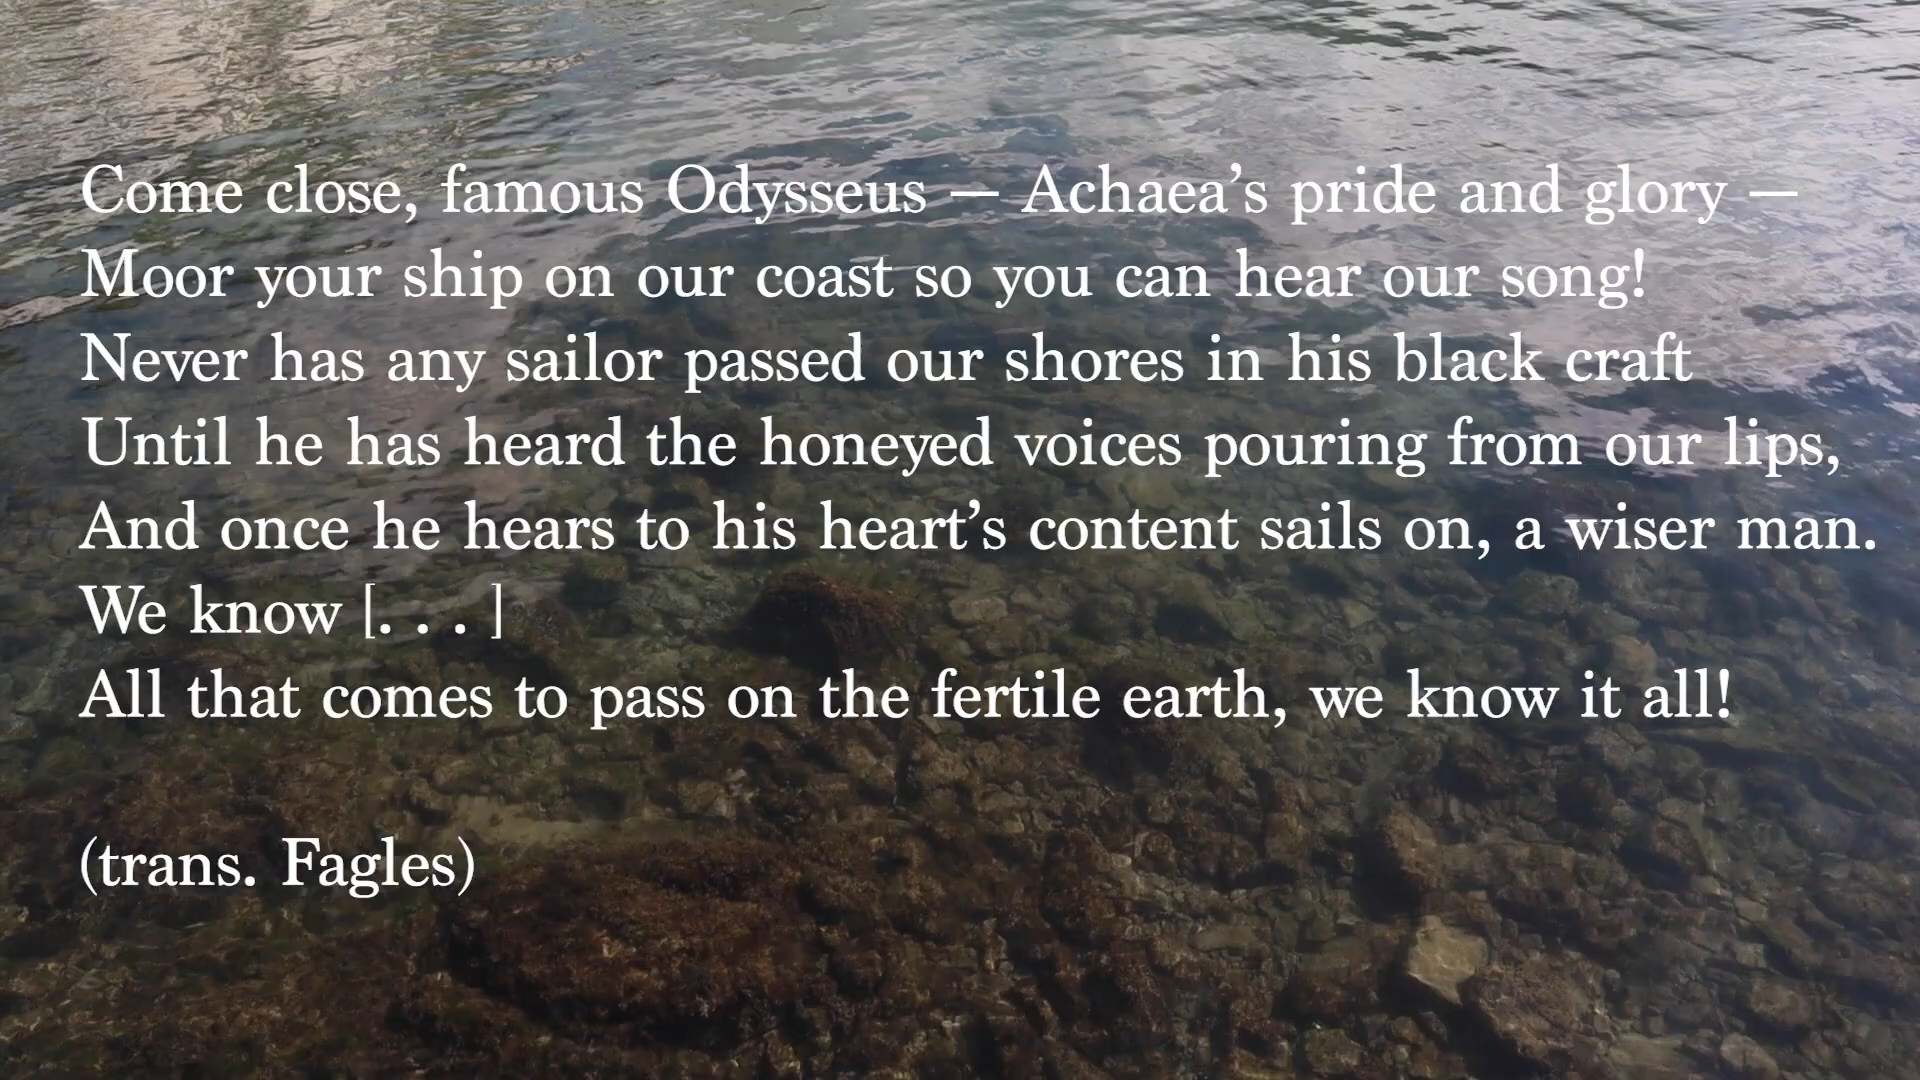 Come close, famous Odysseus — Achaea’s pride and glory —
Moor your ship on our coast so you can hear our song!
Never has any sailor passed our shores in his black craft
Until he has heard the honeyed voices pouring from our lips,
And once he hears to his heart’s content sails on, a wiser man.
We know [. . . ]
All that comes to pass on the fertile earth, we know it all!
(trans. Fagles)